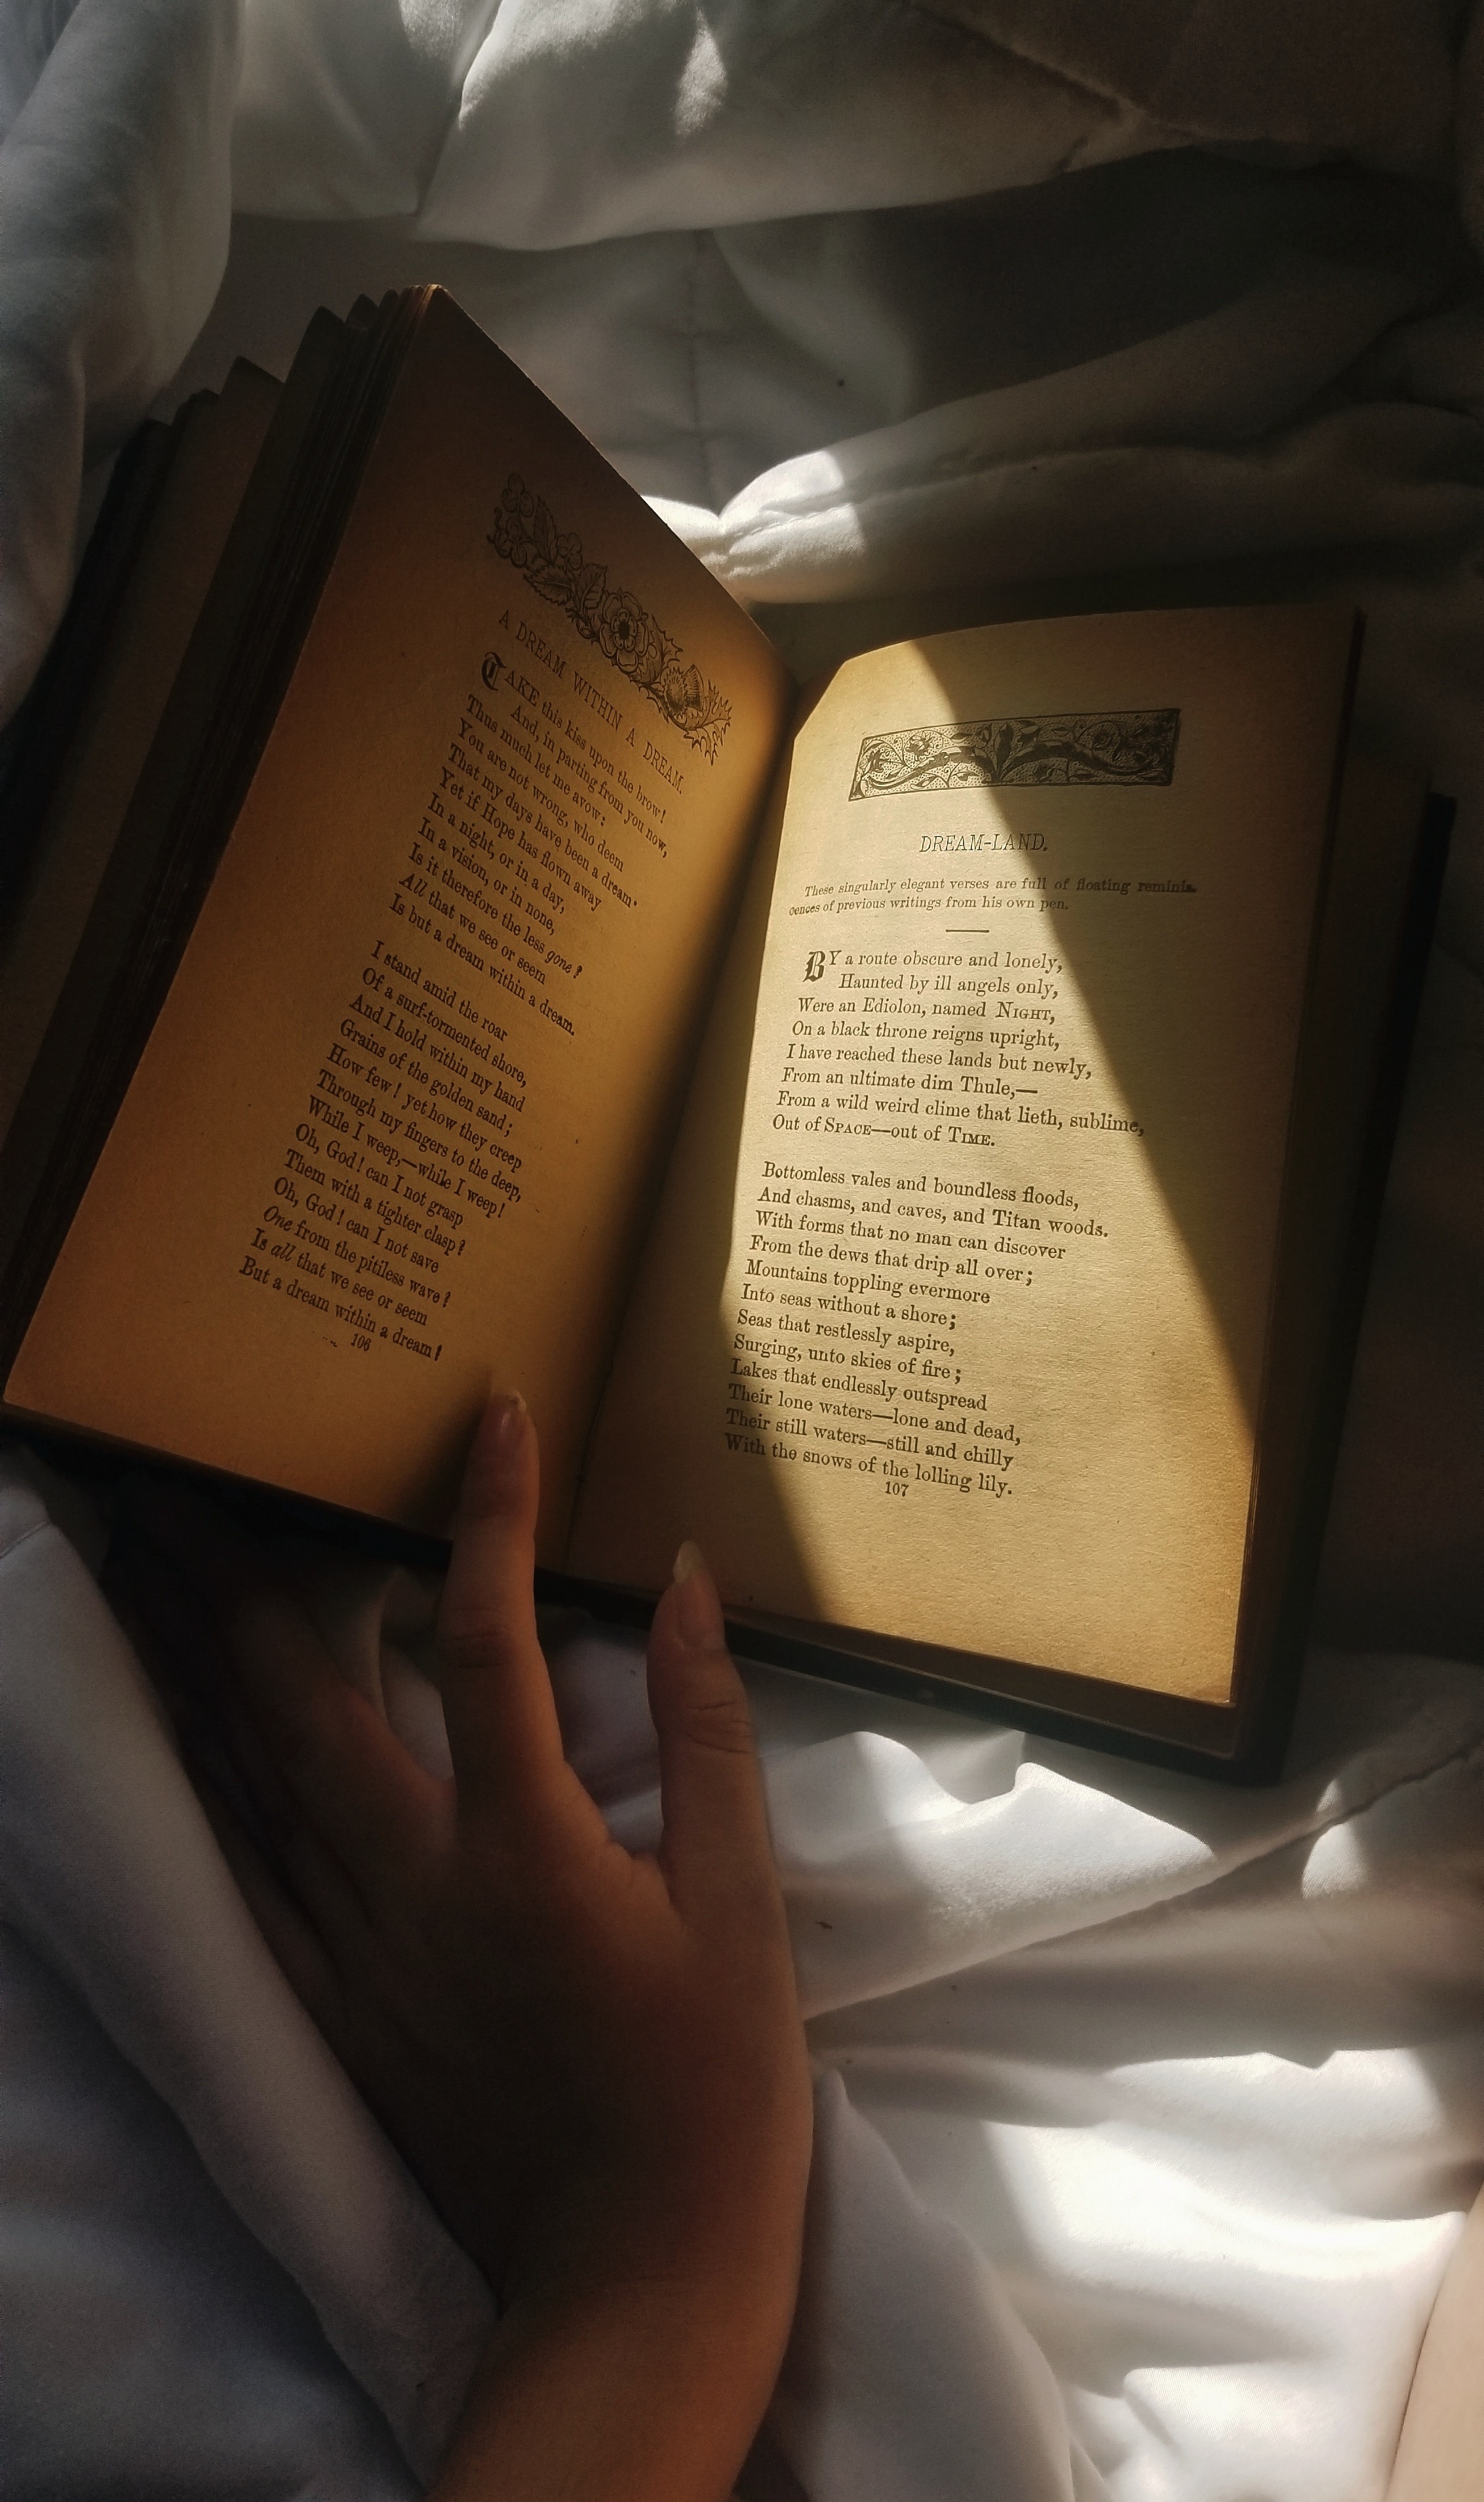 A DREAM WITHIN A DREAM.
TAKE this kiss upon the brow!
And, in parting from you now,
Thus much let me avow:
You are not wrong, who deem
That my days have been a dream·
Yet if Hope has flown away
In a night, or in a day,
In a vision, or in none,
Is it therefore the less gone?
All that we see or seem
Is but a dream within a dream.
I stand amid the roar
Of a surf-tormented shore,
And I hold within my hand
Grains of the golden sand;
How few! yet how they creep
Through my fingers to the deep,
While I weep,—while I weep!
Oh, God! can I not grasp
Them with a tighter clasp?
Oh, God! can I not save
One from the pitiless wave?
Is all that we see or seem
But a dream within a dream!
106
DREAM-LAND.
These singularly elegant verses are full of floating reminis-
cences of previous writings from his own pen.
BY a route obscure and lonely,
Haunted by ill angels only,
Were an Ediolon, named NIGHT,
On a black throne reigns upright,
I have reached these lands but newly,
From an ultimate dim Thule,—
From a wild weird clime that lieth, sublime,
Out of SPACE—out of TIME.
Bottomless vales and boundless floods,
And chasms, and caves, and Titan woods.
With forms that no man can discover
From the dews that drip all over;
Mountains toppling evermore
Into seas without a shore;
Seas that restlessly aspire,
Surging, unto skies of fire;
Lakes that endlessly outspread
Their lone waters—lone and dead,
Their still waters—still and chilly
With the snows of the lolling lily.
107